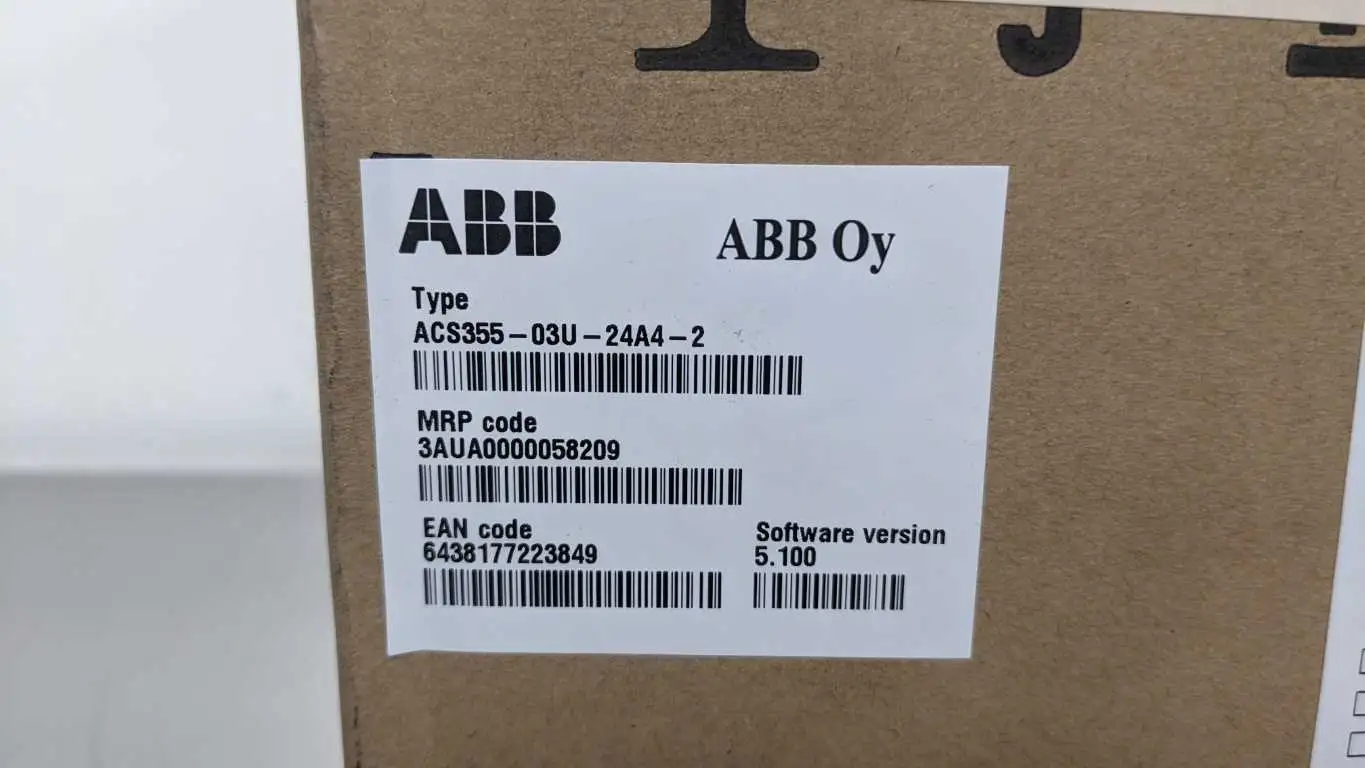 ABB
ABB Oy
Type
ACS355-03U-24A4-2
MRP code
3AUA0000058209
EAN code
6438177223849
Software version
5.100